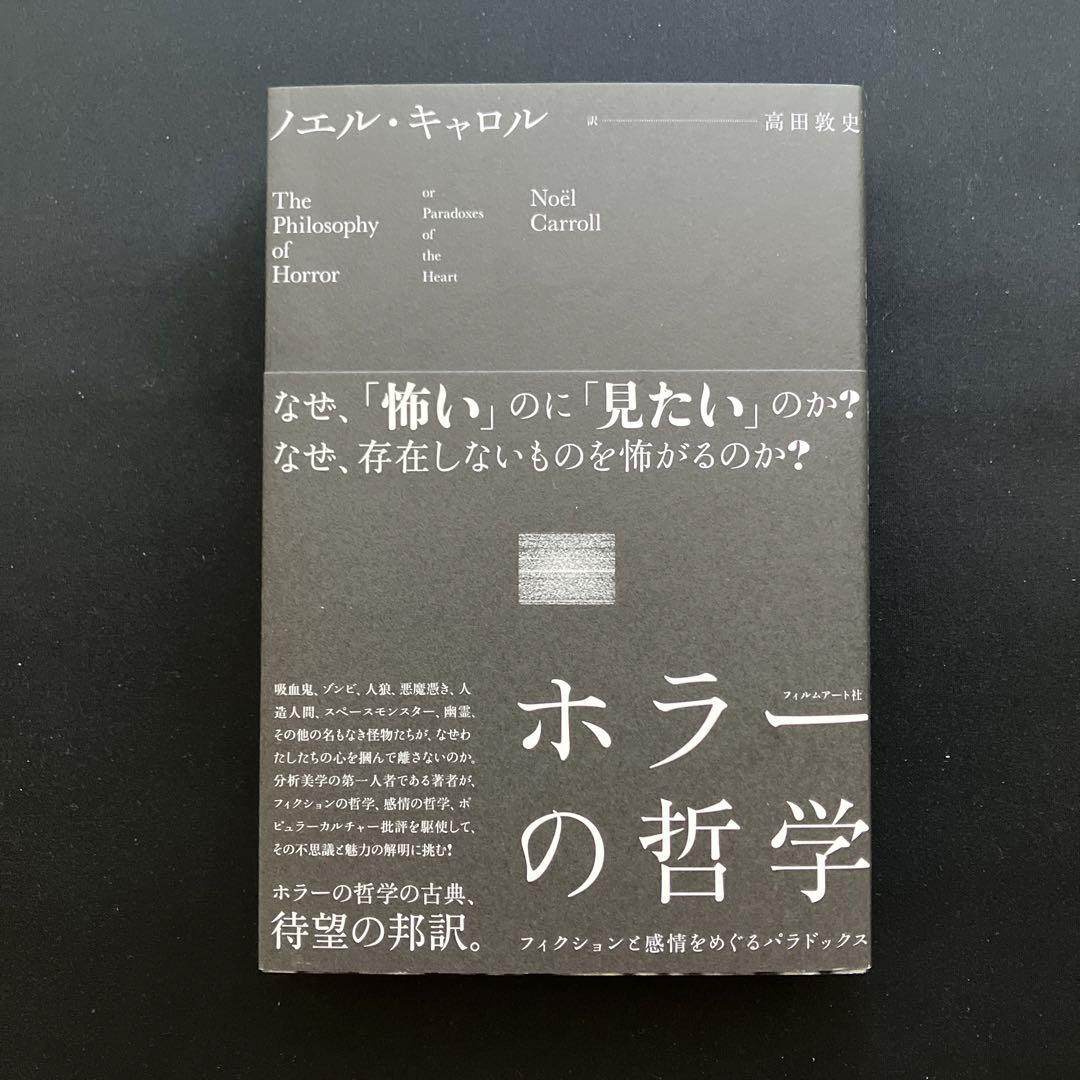 ノエル・キャロル
訳
高田敦史
The
Philosophy
of
Horror
or
Paradoxes
of
the
Heart
Noël
Carroll
なぜ、「怖い」のに「見たい」のか?
なぜ、存在しないものを怖がるのか?
吸血鬼、ゾンビ、人狼、悪魔憑き、人
造人間、スペースモンスター、幽霊、
その他の名もなき怪物たちが、なぜわ
たしたちの心を摑んで離さないのか。
分析美学の第一人者である著者が、
フィクションの哲学、感情の哲学、ポ
ピュラーカルチャー批評を駆使して、
その不思議と魅力の解明に挑む!
ホラーの哲学の古典、
待望の邦訳。
フィルムアート社
ホラー
の哲学
フィクションと感情をめぐるパラドックス